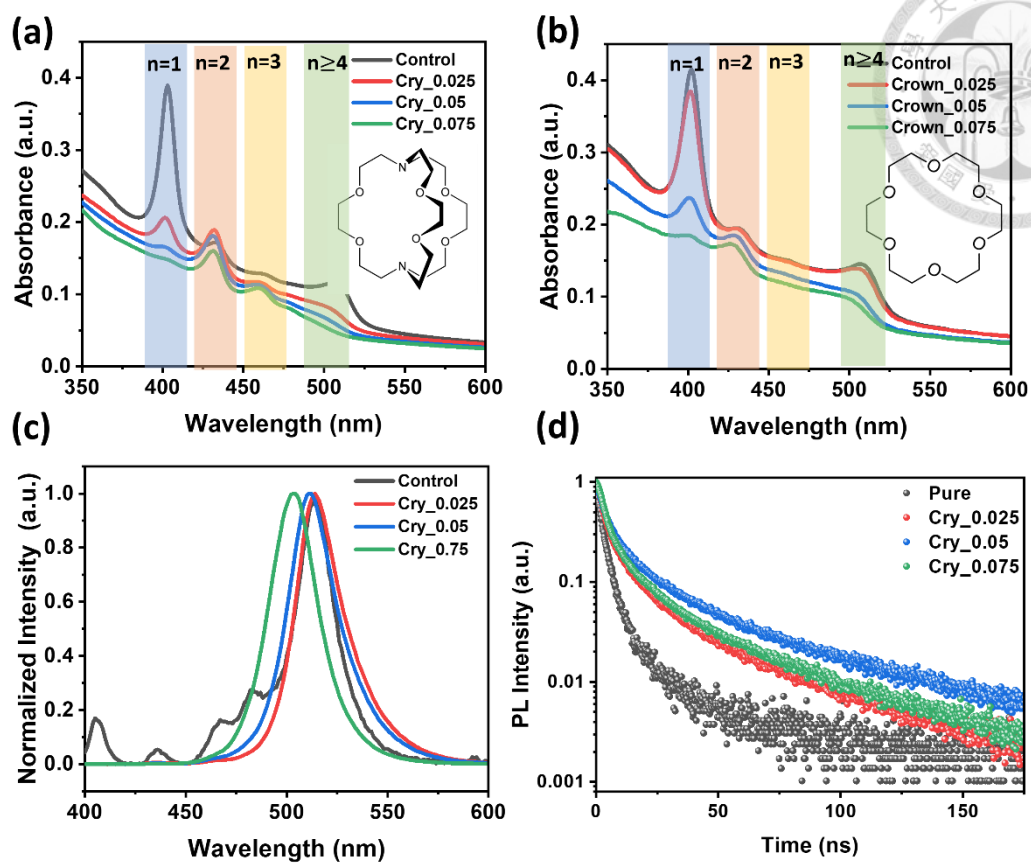 (a)
n=1
n=2
n=3
n≥4
Control
Cry_0.025
Cry_0.05
Cry_0.075
N
O
O
O
O
O
O
N
Absorbance (a.u.)
0.4
0.3
0.2
0.1
0.0
350
400
450
500
550
600
Wavelength (nm)
(b)
n=1
n=2
n=3
n≥4
Control
Crown_0.025
Crown_0.05
Crown_0.075
O
O
O
O
O
O
Absorbance (a.u.)
0.4
0.3
0.2
0.1
0.0
350
400
450
500
550
600
Wavelength (nm)
大
學
國
(c)
Control
Cry_0.025
Cry_0.05
Cry_0.75
Normalized Intensity (a.u.)
1.0
0.8
0.6
0.4
0.2
0.0
400
450
500
550
600
Wavelength (nm)
(d)
Pure
Cry_0.025
Cry_0.05
Cry_0.075
PL Intensity (a.u.)
1
0.1
0.01
0.001
0
50
100
150
Time (ns)